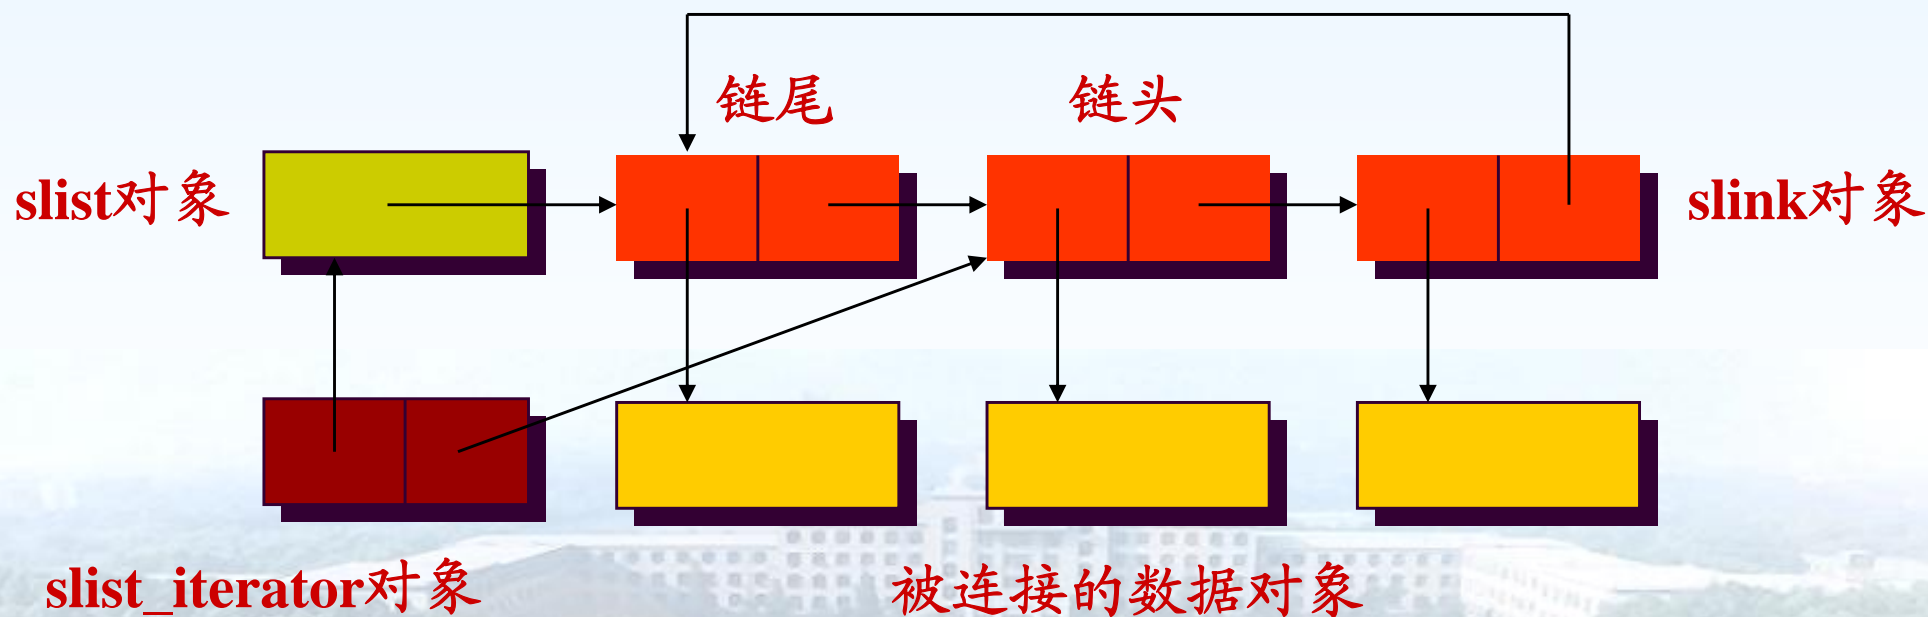 链尾
链头
slist对象
slink对象
slist_iterator对象
被连接的数据对象